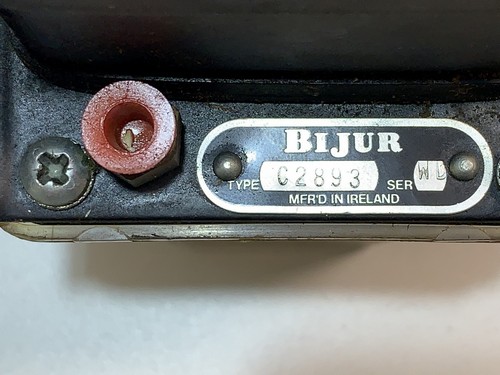 BIJUR
TYPE C2893 SER WD
MFR'D IN IRELAND